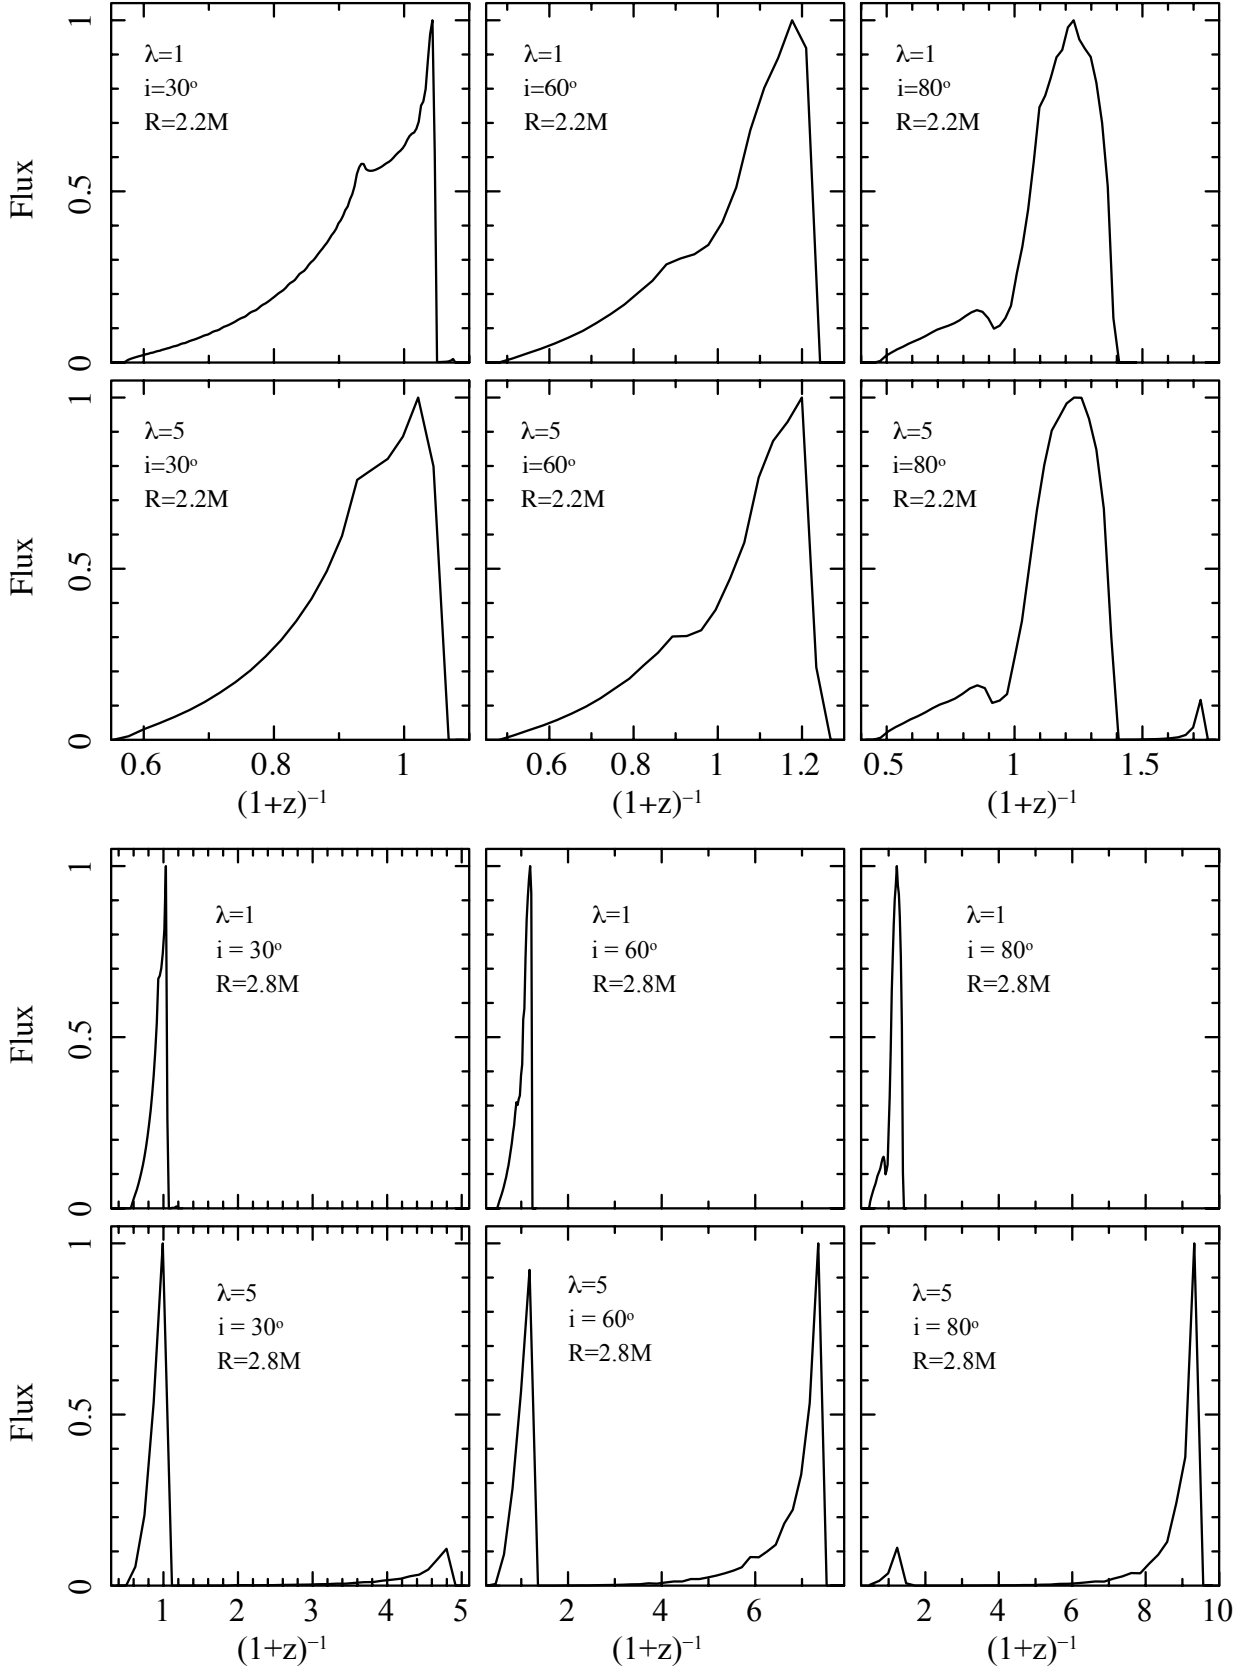 Flux
0
0.5
1
λ=1
i=30°
R=2.2M
λ=1
i=60°
R=2.2M
λ=1
i=80°
R=2.2M
Flux
0
0.5
1
λ=5
i=30°
R=2.2M
λ=5
i=60°
R=2.2M
λ=5
i=80°
R=2.2M
0.6 0.8 1
0.6 0.8 1 1.2
0.5 1 1.5
(1+z)⁻¹
(1+z)⁻¹
(1+z)⁻¹
Flux
0
0.5
1
λ=1
i = 30°
R=2.8M
λ=1
i = 60°
R=2.8M
λ=1
i = 80°
R=2.8M
Flux
0
0.5
1
λ=5
i = 30°
R=2.8M
λ=5
i = 60°
R=2.8M
λ=5
i = 80°
R=2.8M
1 2 3 4 5
2 4 6
2 4 6 8 10
(1+z)⁻¹
(1+z)⁻¹
(1+z)⁻¹